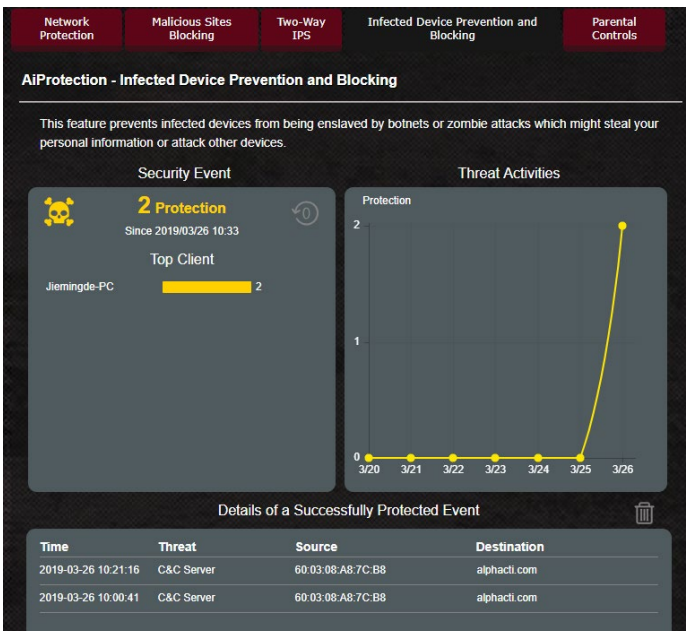 Network
Protection
Malicious Sites
Blocking
Two-Way
IPS
Infected Device Prevention and
Blocking
Parental
Controls
AiProtection - Infected Device Prevention and Blocking
This feature prevents infected devices from being enslaved by botnets or zombie attacks which might steal your
personal information or attack other devices.
Security Event
2 Protection
0
Since 2019/03/26 10:33
Top Client
Jiemingde-PC
2
Threat Activities
Protection
2
1
0
3/20 3/21 3/22 3/23 3/24 3/25 3/26
Details of a Successfully Protected Event
Time Threat Source Destination
2019-03-26 10:21:16 C&C Server 60:03:08:A8:7C:B8 alphacti.com
2019-03-26 10:00:41 C&C Server 60:03:08:A8:7C:B8 alphacti.com